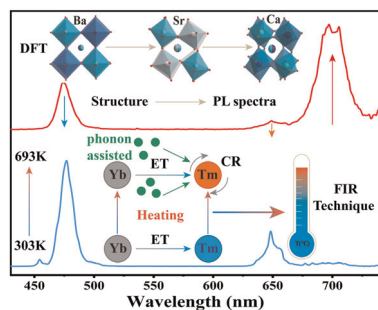 Ba
Sr
Ca
DFT
Structure
PL spectra
phonon
assisted
693K
ET
CR
Yb
Tm
Heating
FIR
Technique
303K
ET
Yb
Tm
T(°C)
450
500
550
600
650
700
Wavelength (nm)